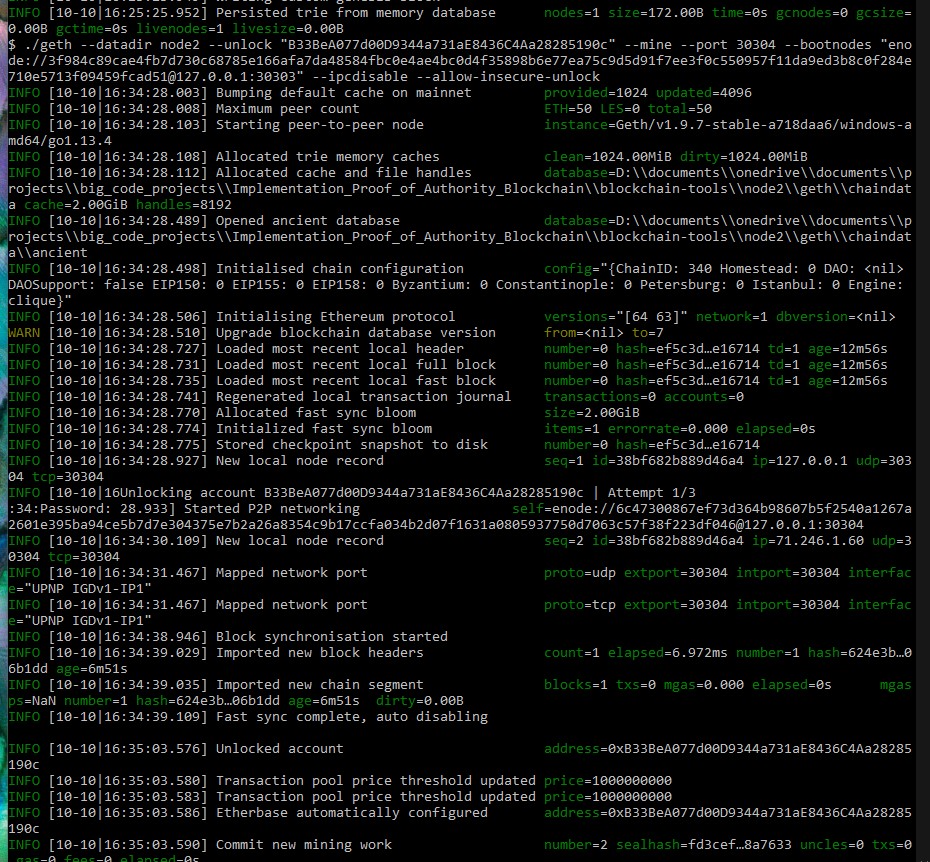 INFO [10-10|16:25:25.952] Persisted trie from memory database nodes=1 size=172.00B time=0s gcnodes=0 gcsize=
0.00B gctime=0s livenodes=1 livesize=0.00B
$ ./geth --datadir node2 --unlock "B33BeA077d00D9344a731aE8436C4Aa28285190c" --mine --port 30304 --bootnodes "eno
de://3f984c89cae4fb7d730c68785e166afa7da48584fbc0e4ae4bc0d4f35898b6e77ea75c9d5d91f7ee3f0c550957f11da9ed3b8c0f284e
710e5713f09459fcad51@127.0.0.1:30303" --ipcdisable --allow-insecure-unlock
INFO [10-10|16:34:28.003] Bumping default cache on mainnet provided=1024 updated=4096
INFO [10-10|16:34:28.008] Maximum peer count ETH=50 LES=0 total=50
INFO [10-10|16:34:28.103] Starting peer-to-peer node instance=Geth/v1.9.7-stable-a718daa6/windows-a
md64/go1.13.4
INFO [10-10|16:34:28.108] Allocated trie memory caches clean=1024.00MiB dirty=1024.00MiB
INFO [10-10|16:34:28.112] Allocated cache and file handles database=D:\\documents\\onedrive\\documents\\p
rojects\\big_code_projects\\Implementation_Proof_of_Authority_Blockchain\\blockchain-tools\\node2\\geth\\chaindat
a cache=2.00GiB handles=8192
INFO [10-10|16:34:28.489] Opened ancient database database=D:\\documents\\onedrive\\documents\\p
rojects\\big_code_projects\\Implementation_Proof_of_Authority_Blockchain\\blockchain-tools\\node2\\geth\\chaindat
a\\ancient
INFO [10-10|16:34:28.498] Initialised chain configuration config="{ChainID: 340 Homestead: 0 DAO: <nil>
DAOSupport: false EIP150: 0 EIP155: 0 EIP158: 0 Byzantium: 0 Constantinople: 0 Petersburg: 0 Istanbul: 0 Engine:
clique}"
INFO [10-10|16:34:28.506] Initialising Ethereum protocol versions="[64 63]" network=1 dbversion=<nil>
WARN [10-10|16:34:28.510] Upgrade blockchain database version from=<nil> to=7
INFO [10-10|16:34:28.727] Loaded most recent local header number=0 hash=ef5c3d…e16714 td=1 age=12m56s
INFO [10-10|16:34:28.731] Loaded most recent local full block number=0 hash=ef5c3d…e16714 td=1 age=12m56s
INFO [10-10|16:34:28.735] Loaded most recent local fast block number=0 hash=ef5c3d…e16714 td=1 age=12m56s
INFO [10-10|16:34:28.741] Regenerated local transaction journal transactions=0 accounts=0
INFO [10-10|16:34:28.770] Allocated fast sync bloom size=2.00GiB
INFO [10-10|16:34:28.774] Initialized fast sync bloom items=1 errorrate=0.000 elapsed=0s
INFO [10-10|16:34:28.775] Stored checkpoint snapshot to disk number=0 hash=ef5c3d…e16714
INFO [10-10|16:34:28.927] New local node record seq=1 id=38bf682b889d46a4 ip=127.0.0.1 udp=303
04 tcp=30304
INFO [10-10|16Unlocking account B33BeA077d00D9344a731aE8436C4Aa28285190c | Attempt 1/3
:34:Password: 28.933] Started P2P networking self=enode://6c47300867ef73d364b98607b5f2540a1267a
2601e395ba94ce5b7d7e304375e7b2a26a8354c9b17ccfa034b2d07f1631a0805937750d7063c57f38f223df046@127.0.0.1:30304
INFO [10-10|16:34:30.109] New local node record seq=2 id=38bf682b889d46a4 ip=71.246.1.60 udp=3
0304 tcp=30304
INFO [10-10|16:34:31.467] Mapped network port proto=udp extport=30304 intport=30304 interfac
e="UPNP IGDv1-IP1"
INFO [10-10|16:34:31.467] Mapped network port proto=tcp extport=30304 intport=30304 interfac
e="UPNP IGDv1-IP1"
INFO [10-10|16:34:38.946] Block synchronisation started
INFO [10-10|16:34:39.029] Imported new block headers count=1 elapsed=6.972ms number=1 hash=624e3b…0
6b1dd age=6m51s
INFO [10-10|16:34:39.035] Imported new chain segment blocks=1 txs=0 mgas=0.000 elapsed=0s mgas
ps=NaN number=1 hash=624e3b…06b1dd age=6m51s dirty=0.00B
INFO [10-10|16:34:39.109] Fast sync complete, auto disabling
INFO [10-10|16:35:03.576] Unlocked account address=0xB33BeA077d00D9344a731aE8436C4Aa28285
190c
INFO [10-10|16:35:03.580] Transaction pool price threshold updated price=1000000000
INFO [10-10|16:35:03.583] Transaction pool price threshold updated price=1000000000
INFO [10-10|16:35:03.586] Etherbase automatically configured address=0xB33BeA077d00D9344a731aE8436C4Aa28285
190c
INFO [10-10|16:35:03.590] Commit new mining work number=2 sealhash=fd3cef…8a7633 uncles=0 txs=0
gas=0 fees=0 elapsed=0s